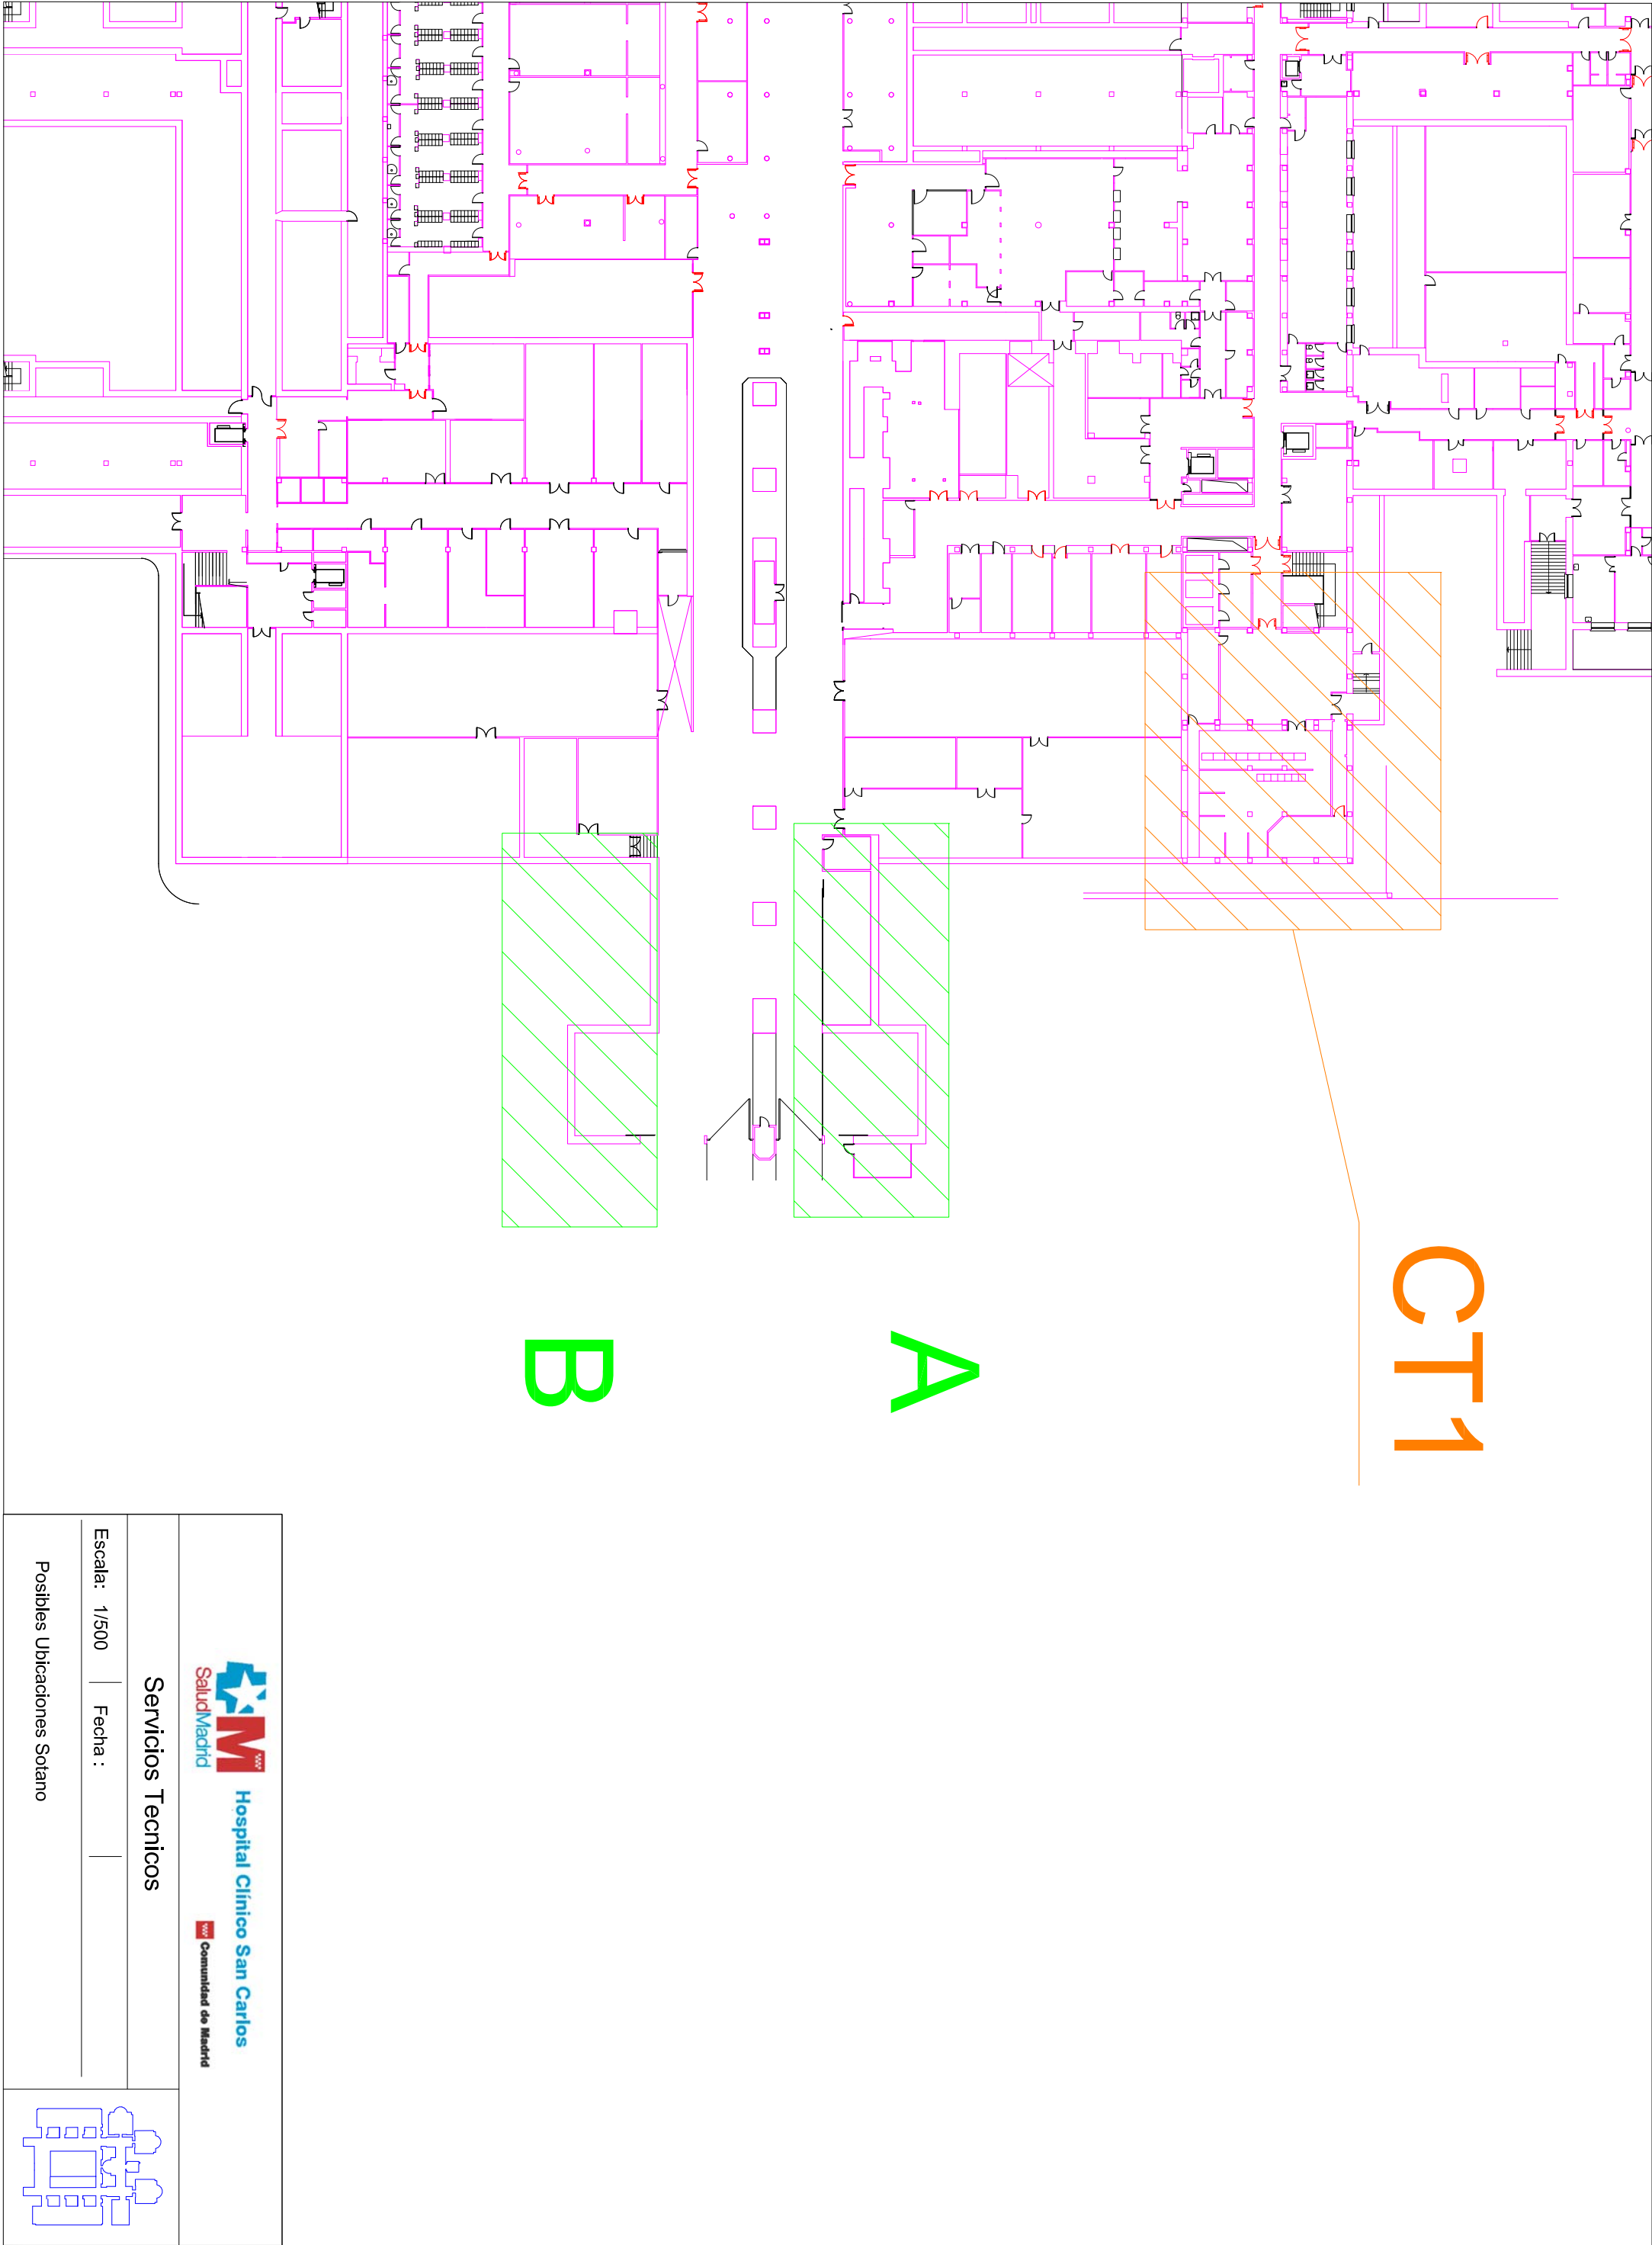 CT1
A
B
SaludMadrid
Hospital Clínico San Carlos
Comunidad de Madrid
Servicios Tecnicos
Escala: 1/500 Fecha :
Posibles Ubicaciones Sotano